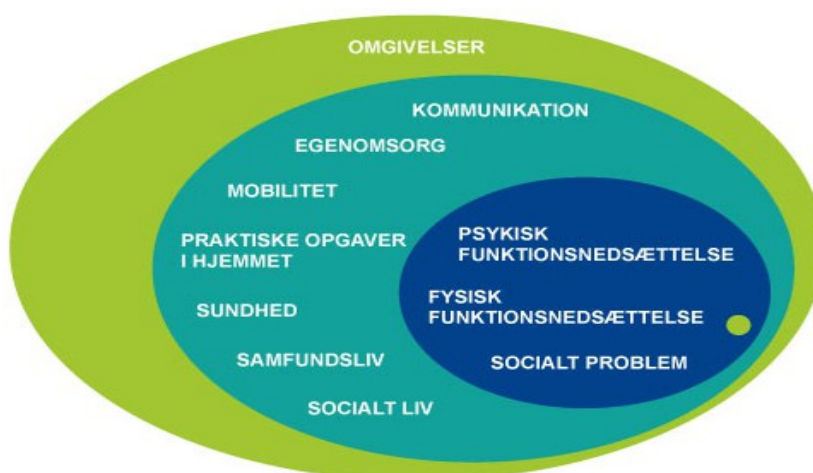 OMGIVELSER
KOMMUNIKATION
EGENOMSORG
MOBILITET
PRAKTISKE OPGAVER
I HJEMMET
SUNDHED
SAMFUNDSLIV
SOCIALT LIV
PSYKISK
FUNKTIONSNEDSÆTTELSE
FYSISK
FUNKTIONSNEDSÆTTELSE
SOCIALT PROBLEM